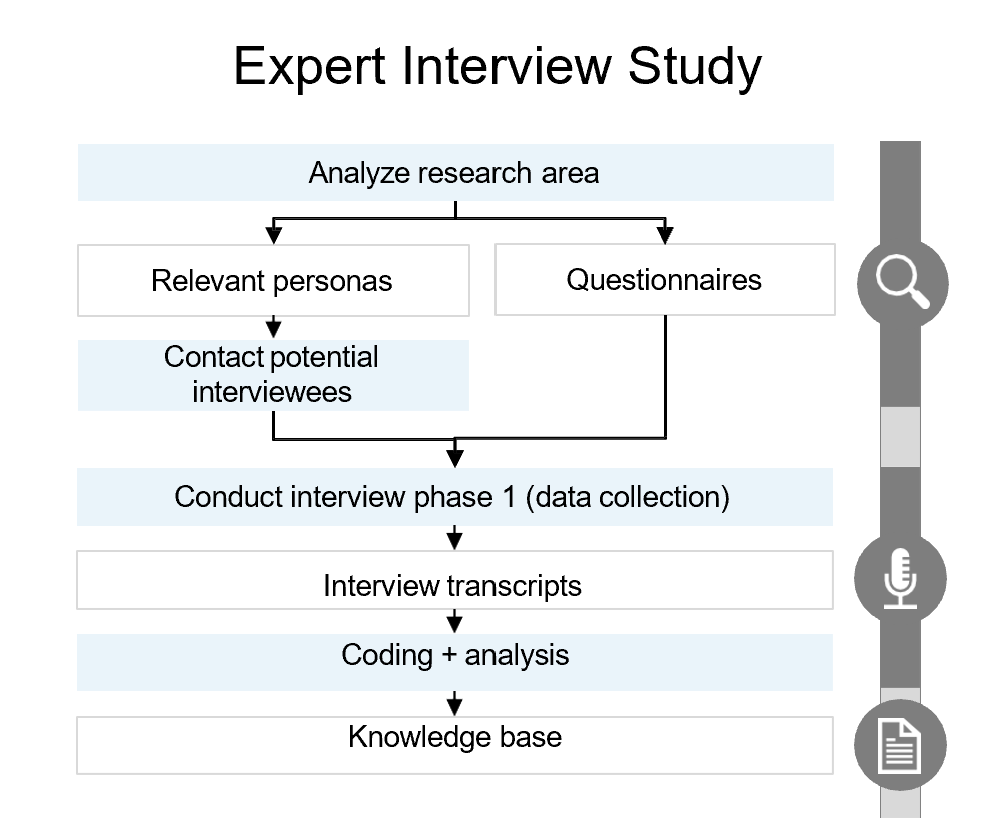 Expert Interview Study
Analyze research area
Relevant personas
Questionnaires
Contact potential
interviewees
Conduct interview phase 1 (data collection)
Interview transcripts
Coding + analysis
Knowledge base